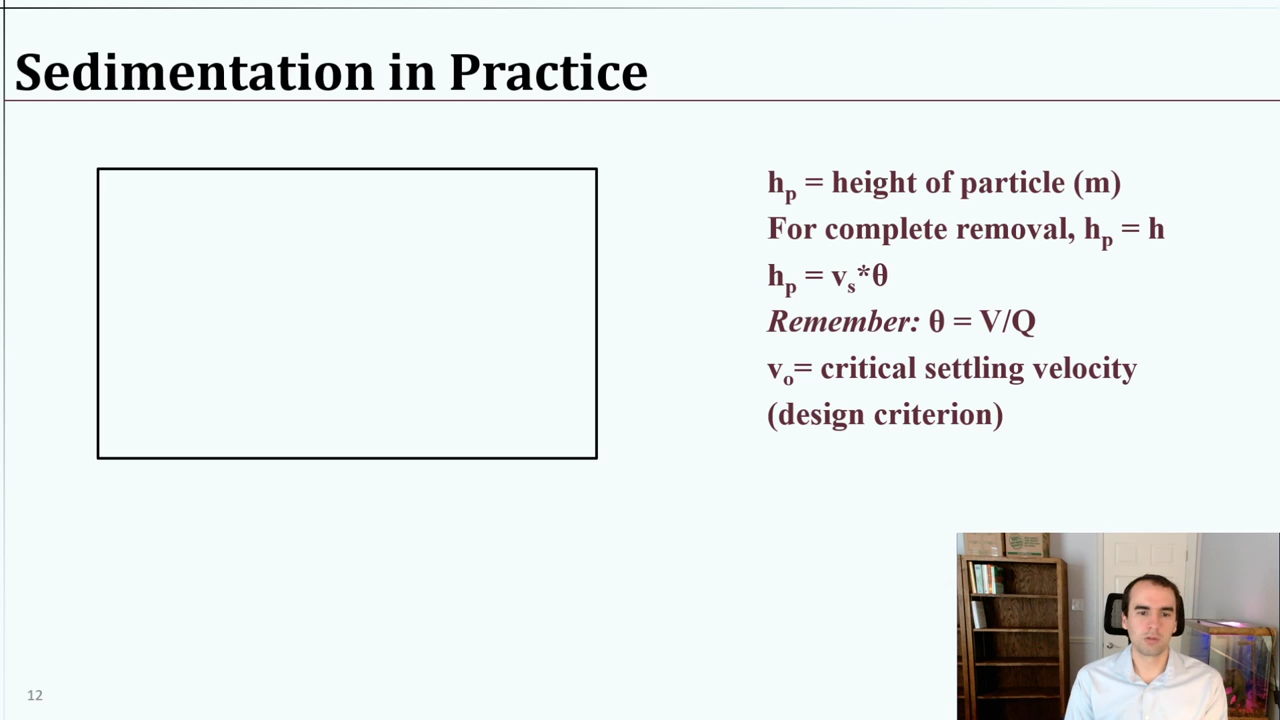 Sedimentation in Practice
hₚ = height of particle (m)
For complete removal, hₚ = h
hₚ = vₛ*θ
Remember: θ = V/Q
vₒ= critical settling velocity
(design criterion)
12